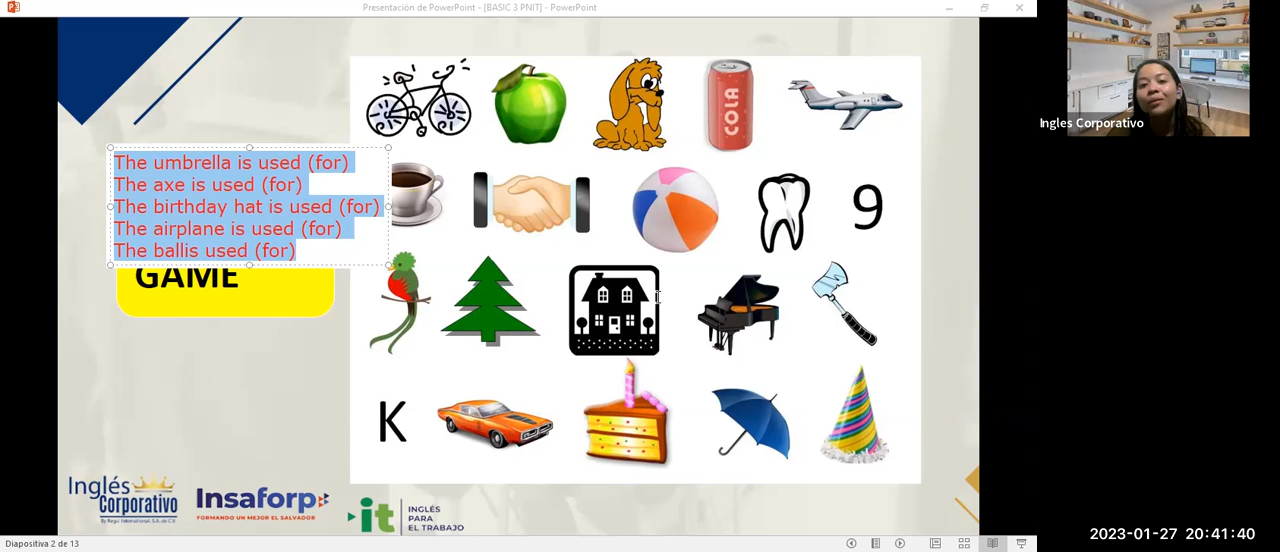 Presentación de PowerPoint - [BASIC 3 PNIT] - PowerPoint
Ingles Corporativo
The umbrella is used (for)
The axe is used (for)
The birthday hat is used (for)
The airplane is used (for)
The ballis used (for)
GAME
COLA
9
K
Inglés
Corporativo
By Regal International, S.A. de C.V.
Insaforp
FORMANDO UN MEJOR EL SALVADOR
it
INGLÉS
PARA
EL TRABAJO
2023-01-27 20:41:40
Diapositiva 2 de 13